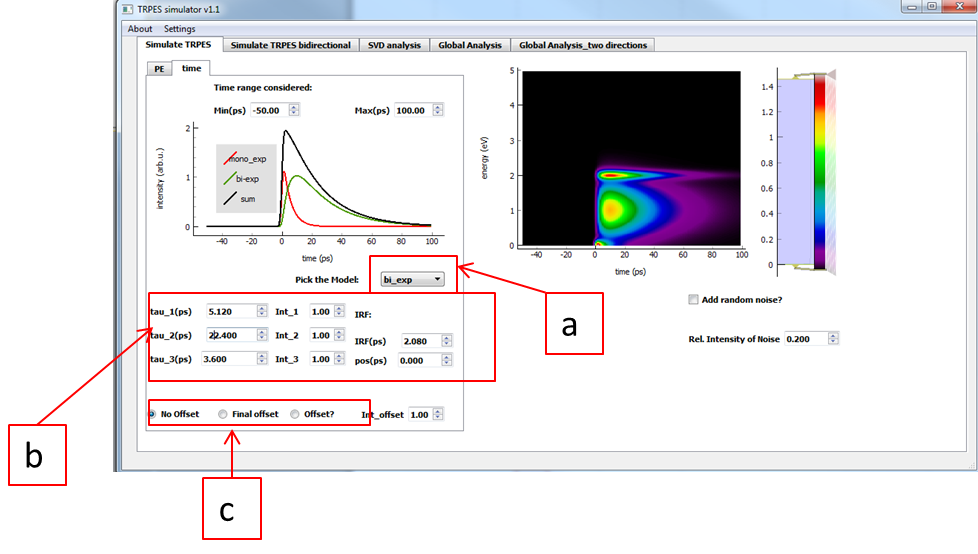 TRPES simulator v1.1
About Settings
Simulate TRPES Simulate TRPES bidirectional SVD analysis Global Analysis Global Analysis_two directions
PE time
Time range considered:
Min(ps) -50.00 Max(ps) 100.00
2
1
0
intensity (arb.u.)
mono_exp
bi-exp
sum
-40 -20 0 20 40 60 80 100
time (ps)
5
4
3
2
1
0
energy (eV)
-40 -20 0 20 40 60 80 100
time (ps)
1.4
1.2
1
0.8
0.6
0.4
0.2
0
Pick the Model: bi_exp
a
tau_1(ps) 5.120 Int_1 1.00 IRF:
tau_2(ps) 22.400 Int_2 1.00 IRF(ps) 2.080
tau_3(ps) 3.600 Int_3 1.00 pos(ps) 0.000
Add random noise?
Rel. Intensity of Noise 0.200
No Offset Final offset Offset? Int_offset 1.00
b
c